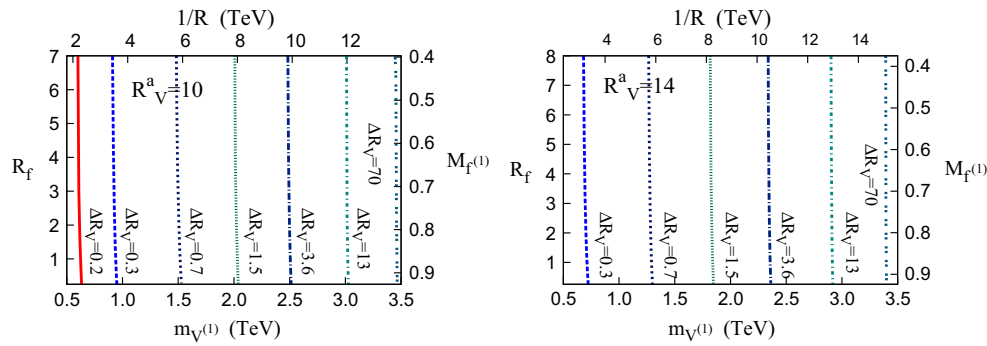 1/R (TeV)
2 4 6 8 10 12
7 6 5 4 3 2 1
R_f
R^a_V=10
ΔR_V=0.2
ΔR_V=0.3
ΔR_V=0.7
ΔR_V=1.5
ΔR_V=3.6
ΔR_V=13
ΔR_V=70
0.4 0.5 0.6 0.7 0.8 0.9
M_f(1)
0.5 1.0 1.5 2.0 2.5 3.0 3.5
m_V(1) (TeV)
1/R (TeV)
4 6 8 10 12 14
8 7 6 5 4 3 2 1
R_f
R^a_V=14
ΔR_V=0.3
ΔR_V=0.7
ΔR_V=1.5
ΔR_V=3.6
ΔR_V=13
ΔR_V=70
0.4 0.5 0.6 0.7 0.8 0.9
M_f(1)
0.5 1.0 1.5 2.0 2.5 3.0 3.5
m_V(1) (TeV)